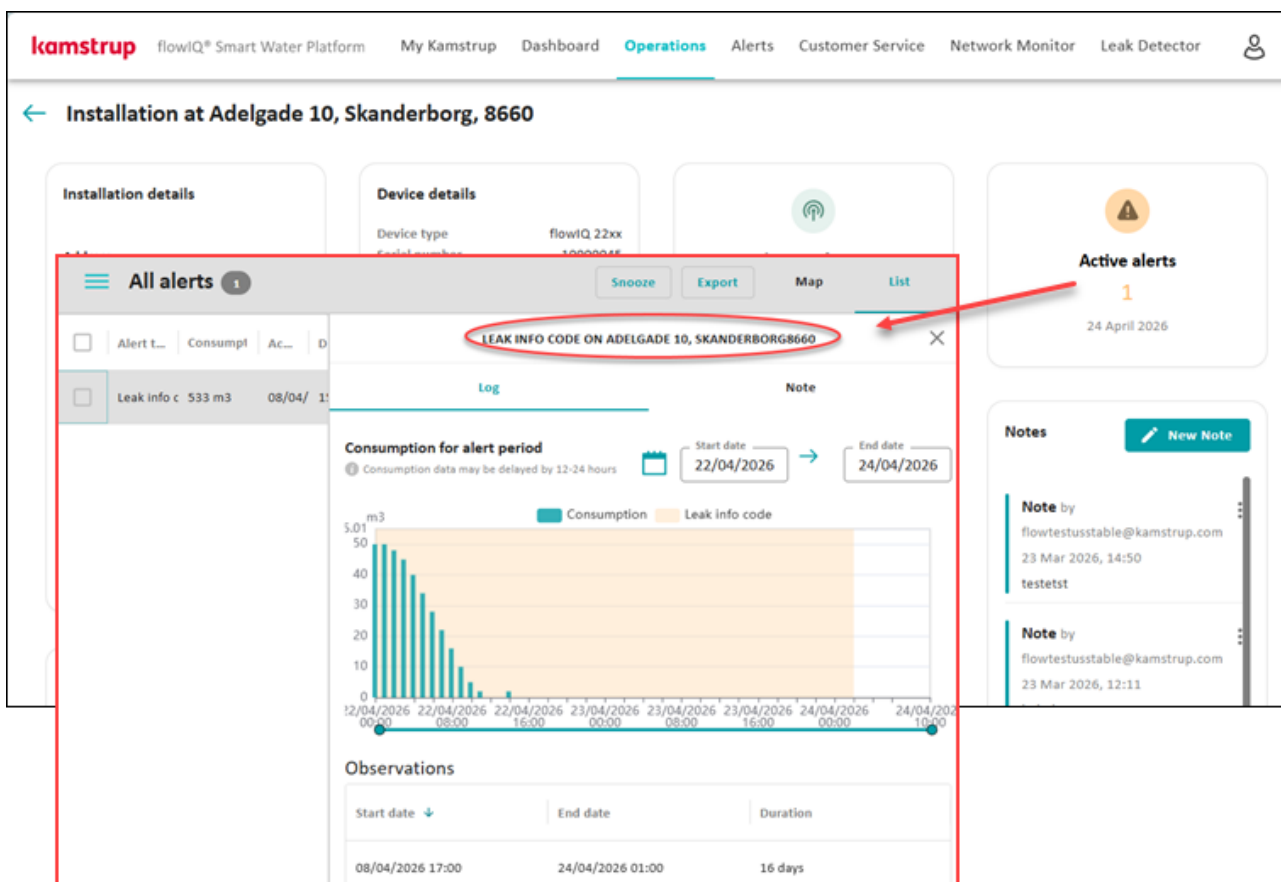 kamstrup flowIQ® Smart Water Platform My Kamstrup Dashboard Operations Alerts Customer Service Network Monitor Leak Detector
Installation at Adelgade 10, Skanderborg, 8660
Installation details
Device details
Device type flowIQ 22xx
Active alerts
1
24 April 2026
Notes
New Note
Note by
flowtestusstable@kamstrup.com
23 Mar 2026, 14:50
testetst
Note by
flowtestusstable@kamstrup.com
23 Mar 2026, 12:11
All alerts 1
Snooze Export Map List
Alert t... Consumpt Ac... D
Leak info c 533 m3 08/04/ 1
LEAK INFO CODE ON ADELGADE 10, SKANDERBORG8660
Log Note
Consumption for alert period
Consumption data may be delayed by 12-24 hours
Start date
22/04/2026
End date
24/04/2026
m3
Consumption Leak info code
5.01
50
40
30
20
10
0
22/04/2026 22/04/2026 22/04/2026 23/04/2026 23/04/2026 23/04/2026 24/04/2026 24/04/202
00:00 08:00 16:00 00:00 08:00 16:00 00:00 10:00
Observations
Start date End date Duration
08/04/2026 17:00 24/04/2026 01:00 16 days